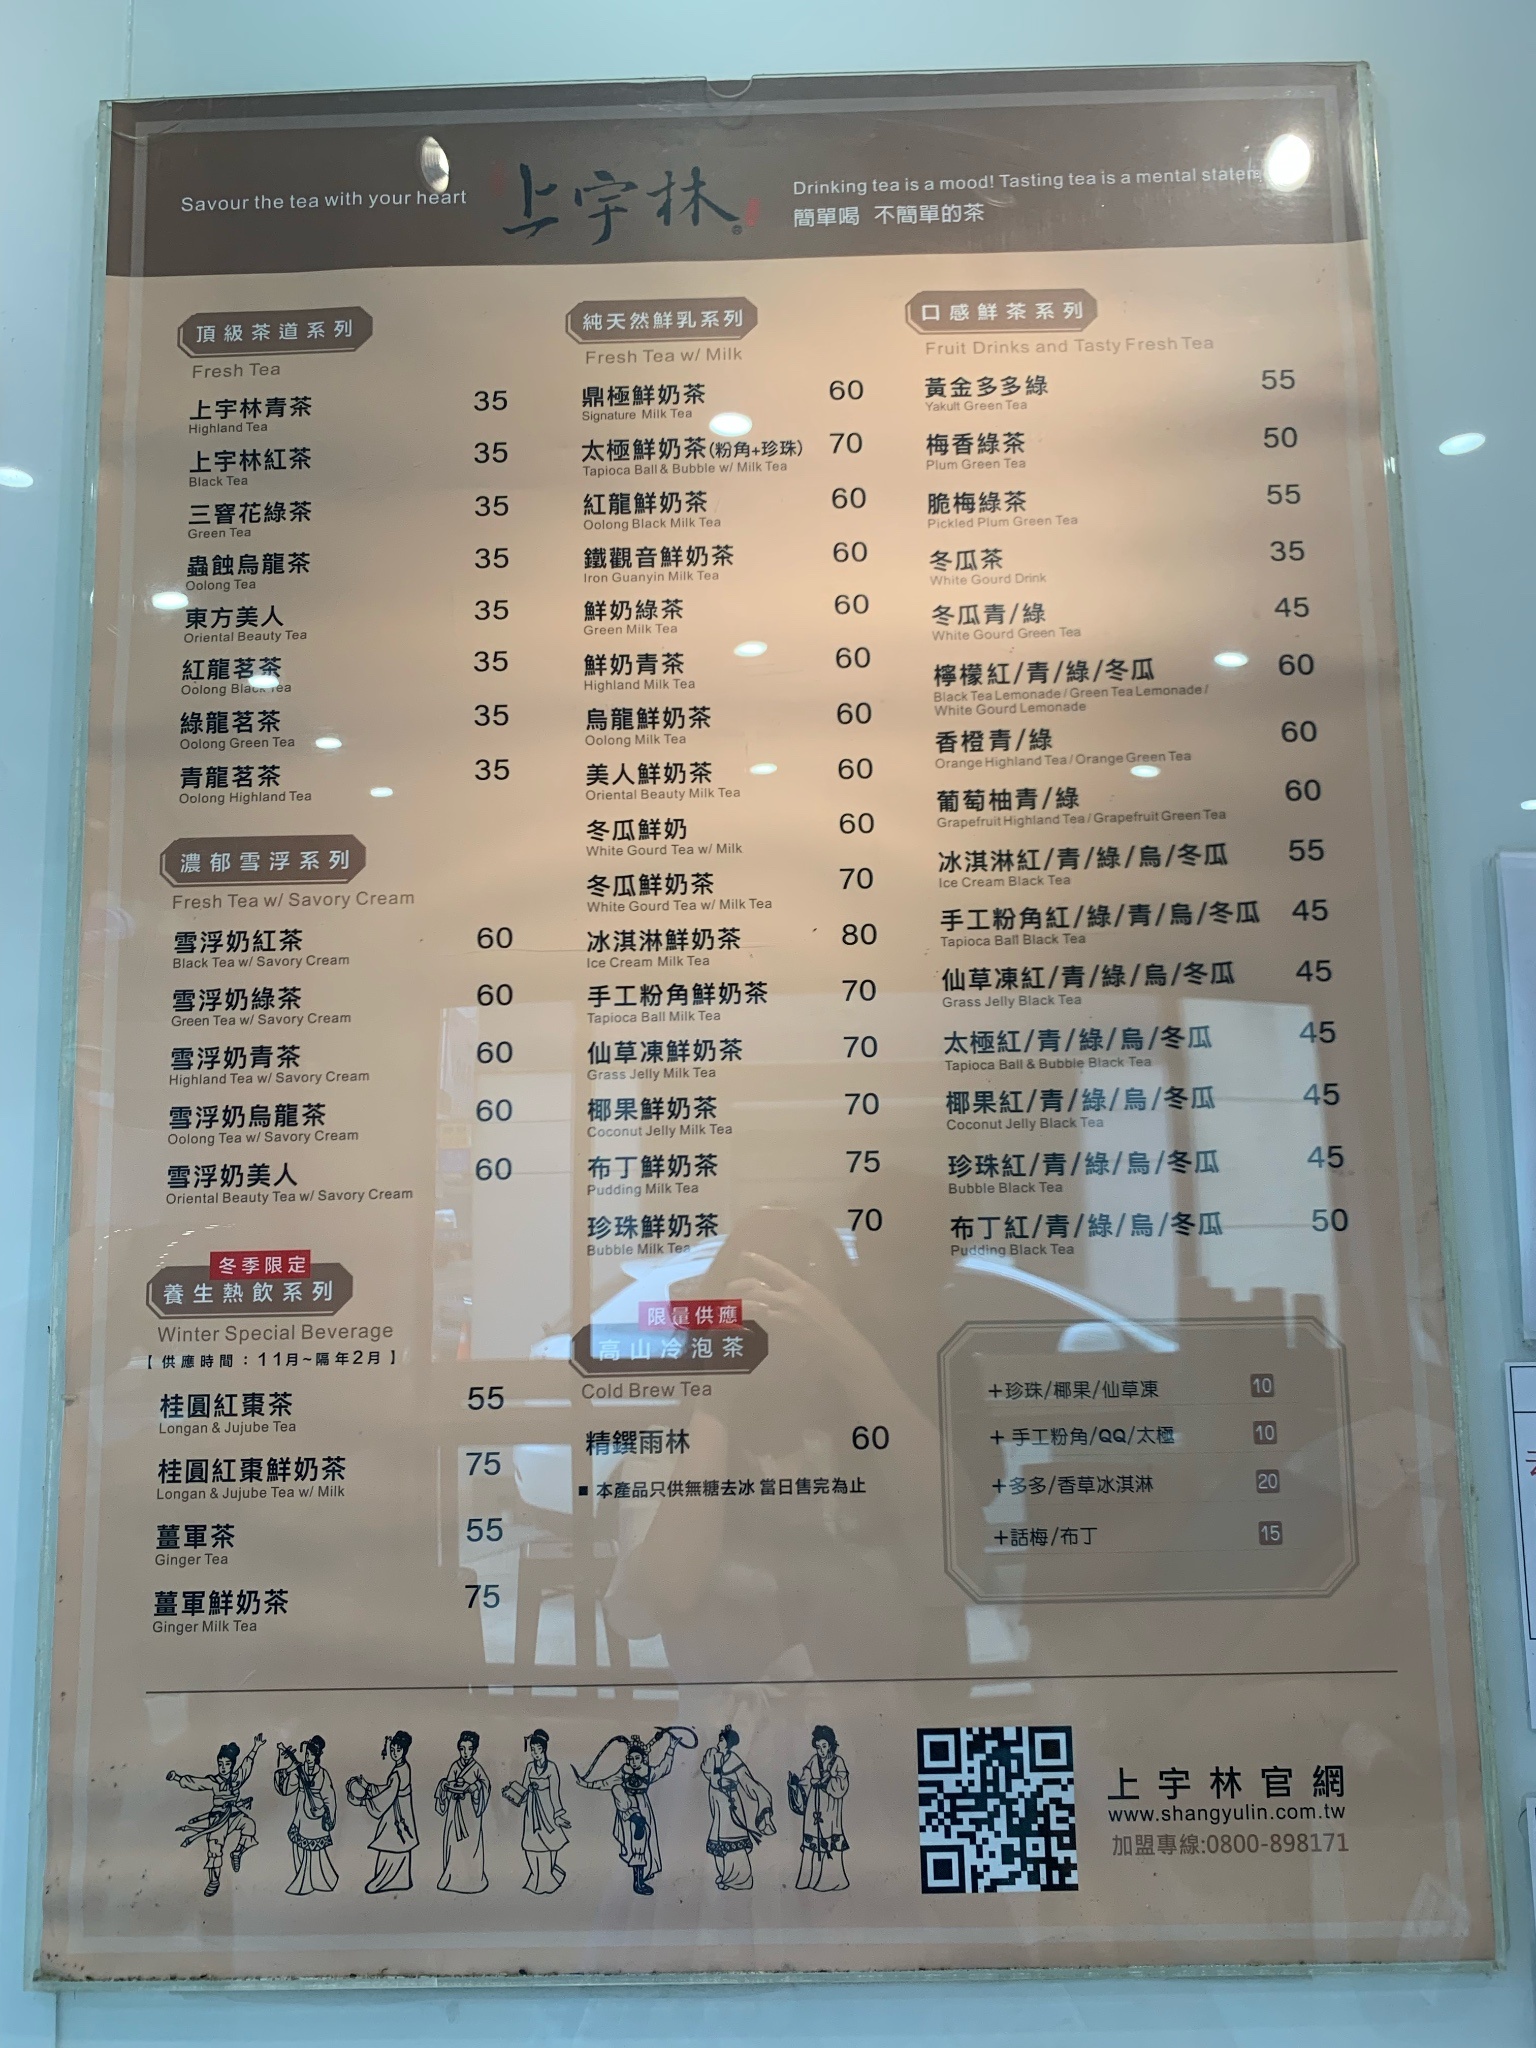 Savour the tea with your heart
上宇林
Drinking tea is a mood! Tasting tea is a mental
簡單喝 不簡單的茶
頂級茶道系列
Fresh Tea
上宇林青茶 35
Highland Tea
上宇林紅茶 35
Black Tea
三窨花綠茶 35
Green Tea
蟲蝕烏龍茶 35
Oolong Tea
東方美人 35
Oriental Beauty Tea
紅龍茗茶 35
Oolong Black Tea
綠龍茗茶 35
Oolong Green Tea
青龍茗茶 35
Oolong Highland Tea
濃郁雪浮系列
Fresh Tea w/ Savory Cream
雪浮奶紅茶 60
Black Tea w/ Savory Cream
雪浮奶綠茶 60
Green Tea w/ Savory Cream
雪浮奶青茶 60
Highland Tea w/ Savory Cream
雪浮奶烏龍茶 60
Oolong Tea w/ Savory Cream
雪浮奶美人 60
Oriental Beauty Tea w/ Savory Cream
冬季限定
養生熱飲系列
Winter Special Beverage
【供應時間：11月~隔年2月】
桂圓紅棗茶 55
Longan & Jujube Tea
桂圓紅棗鮮奶茶 75
Longan & Jujube Tea w/ Milk
薑軍茶 55
Ginger Tea
薑軍鮮奶茶 75
Ginger Milk Tea
純天然鮮乳系列
Fresh Tea w/ Milk
鼎極鮮奶茶 60
Signature Milk Tea
太極鮮奶茶(粉角+珍珠) 70
Tapioca Ball & Bubble w/ Milk Tea
紅龍鮮奶茶 60
Oolong Black Milk Tea
鐵觀音鮮奶茶 60
Iron Guanyin Milk Tea
鮮奶綠茶 60
Green Milk Tea
鮮奶青茶 60
Highland Milk Tea
烏龍鮮奶茶 60
Oolong Milk Tea
美人鮮奶茶 60
Oriental Beauty Milk Tea
冬瓜鮮奶 60
White Gourd Tea w/ Milk
冬瓜鮮奶茶 70
White Gourd Tea w/ Milk Tea
冰淇淋鮮奶茶 80
Ice Cream Milk Tea
手工粉角鮮奶茶 70
Tapioca Ball Milk Tea
仙草凍鮮奶茶 70
Grass Jelly Milk Tea
椰果鮮奶茶 70
Coconut Jelly Milk Tea
布丁鮮奶茶 75
Pudding Milk Tea
珍珠鮮奶茶 70
Bubble Milk Tea
限量供應
高山冷泡茶
Cold Brew Tea
精饌雨林 60
■ 本產品只供無糖去冰 當日售完為止
口感鮮茶系列
Fruit Drinks and Tasty Fresh Tea
黃金多多綠 55
Yakult Green Tea
梅香綠茶 50
Plum Green Tea
脆梅綠茶 55
Pickled Plum Green Tea
冬瓜茶 35
White Gourd Drink
冬瓜青/綠 45
White Gourd Green Tea
檸檬紅/青/綠/冬瓜 60
Black Tea Lemonade / Green Tea Lemonade /
White Gourd Lemonade
香橙青/綠 60
Orange Highland Tea / Orange Green Tea
葡萄柚青/綠 60
Grapefruit Highland Tea / Grapefruit Green Tea
冰淇淋紅/青/綠/烏/冬瓜 55
Ice Cream Black Tea
手工粉角紅/綠/青/烏/冬瓜 45
Tapioca Ball Black Tea
仙草凍紅/青/綠/烏/冬瓜 45
Grass Jelly Black Tea
太極紅/青/綠/烏/冬瓜 45
Tapioca Ball & Bubble Black Tea
椰果紅/青/綠/烏/冬瓜 45
Coconut Jelly Black Tea
珍珠紅/青/綠/烏/冬瓜 45
Bubble Black Tea
布丁紅/青/綠/烏/冬瓜 50
Pudding Black Tea
+珍珠/椰果/仙草凍 10
+手工粉角/QQ/太極 10
+多多/香草冰淇淋 20
+話梅/布丁 15
上宇林官網
www.shangyulin.com.tw
加盟專線:0800-898171